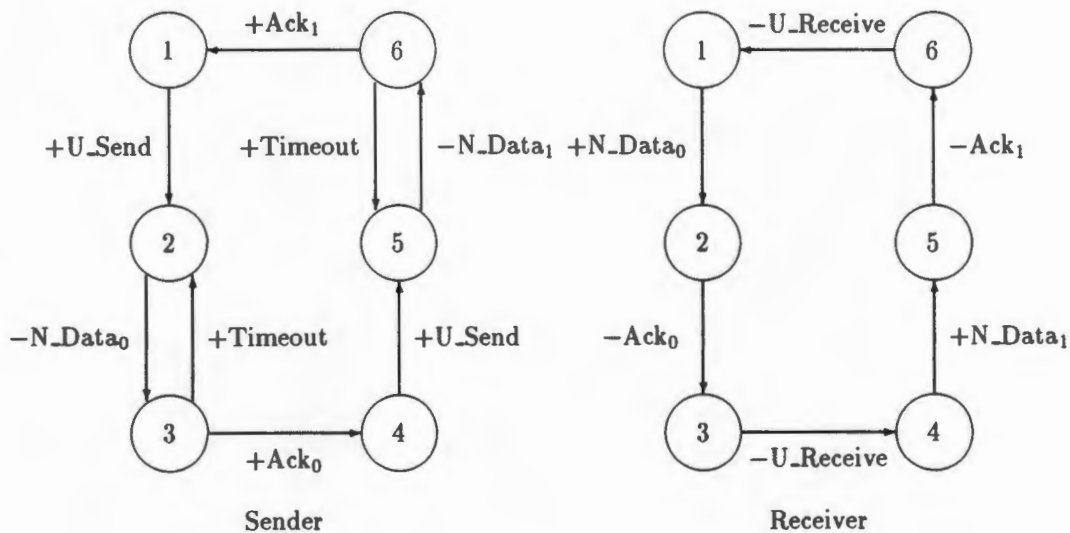 +Ack₁
1
6
+U_Send
+Timeout
−N_Data₁
2
5
−N_Data₀
+Timeout
+U_Send
3
4
+Ack₀
Sender
−U_Receive
1
6
+N_Data₀
−Ack₁
2
5
−Ack₀
+N_Data₁
3
4
−U_Receive
Receiver